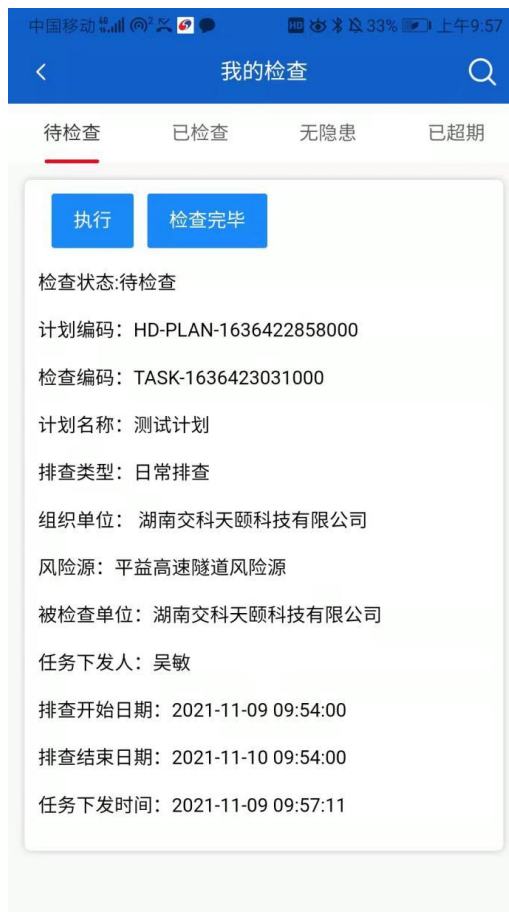 中国移动 HD 33% 上午9:57
我的检查
待检查 已检查 无隐患 已超期
执行 检查完毕
检查状态:待检查
计划编码：HD-PLAN-1636422858000
检查编码：TASK-1636423031000
计划名称：测试计划
排查类型：日常排查
组织单位： 湖南交科天颐科技有限公司
风险源：平益高速隧道风险源
被检查单位：湖南交科天颐科技有限公司
任务下发人：吴敏
排查开始日期：2021-11-09 09:54:00
排查结束日期：2021-11-10 09:54:00
任务下发时间：2021-11-09 09:57:11